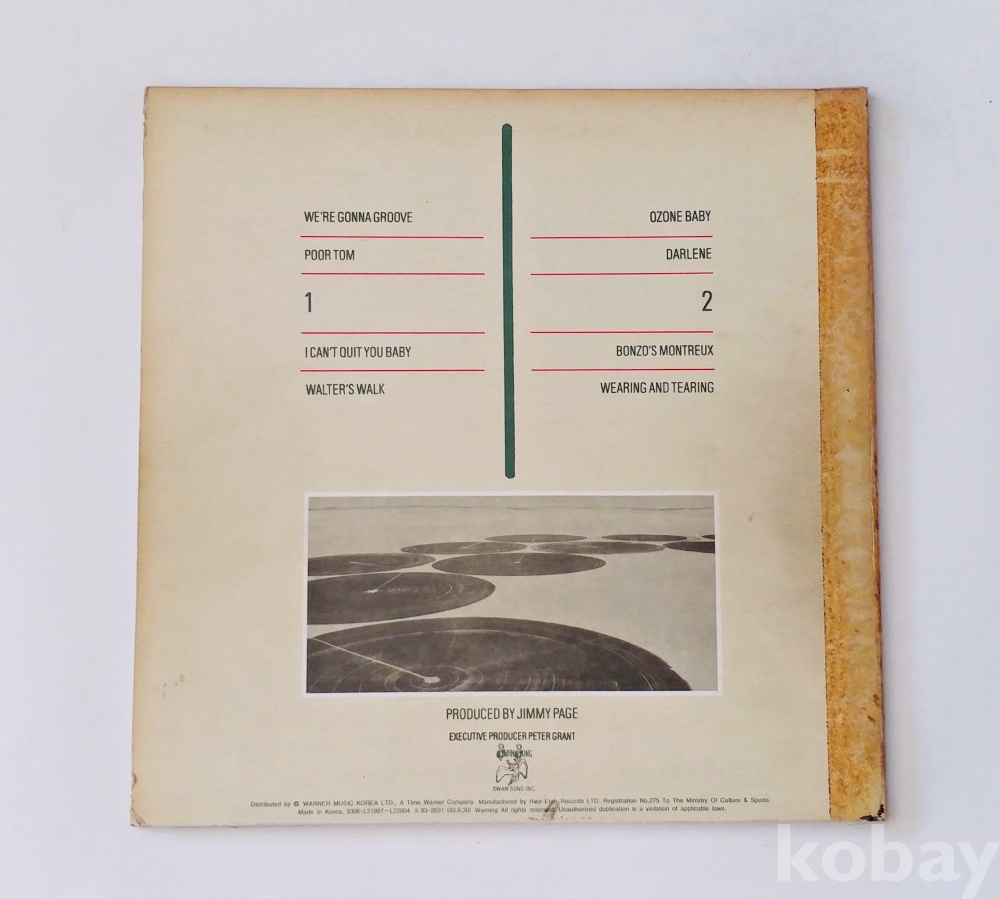 WE'RE GONNA GROOVE
POOR TOM
1
I CAN'T QUIT YOU BABY
WALTER'S WALK
OZONE BABY
DARLENE
2
BONZO'S MONTREUX
WEARING AND TEARING
PRODUCED BY JIMMY PAGE
EXECUTIVE PRODUCER PETER GRANT
SWAN SONG INC.
Distributed by © WARNER MUSIC KOREA LTD., A Time Warner Company. Manufactured by Records LTD. Registration No.275 To The Ministry Of Culture & Sports.
Made in Korea, Warning All rights reserved. Unauthorized duplication is a violation of applicable laws.
kobay